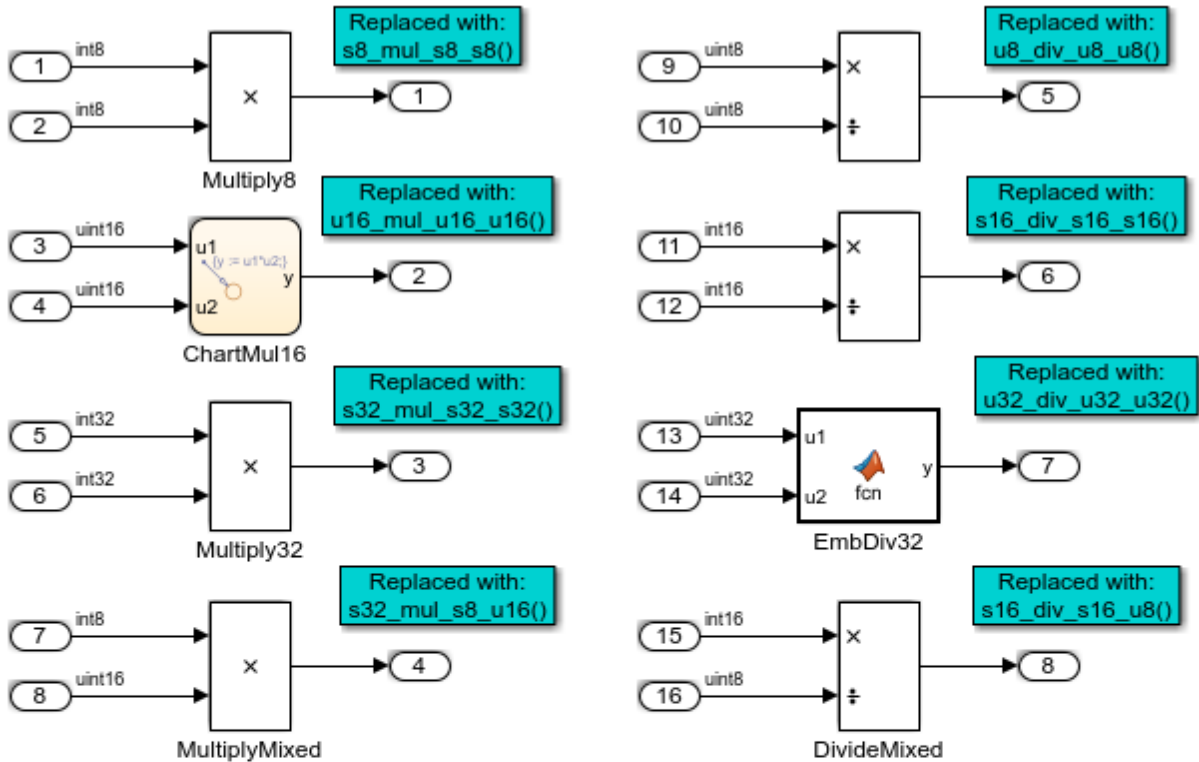 Replaced with:
s8_mul_s8_s8()
int8
1
int8
2
×
1
Multiply8
Replaced with:
u16_mul_u16_u16()
uint16
3
uint16
4
u1
{y := u1*u2;}
y
u2
2
ChartMul16
Replaced with:
s32_mul_s32_s32()
int32
5
int32
6
×
3
Multiply32
Replaced with:
s32_mul_s8_u16()
int8
7
uint16
8
×
4
MultiplyMixed
Replaced with:
u8_div_u8_u8()
uint8
9
uint8
10
×
÷
5
Replaced with:
s16_div_s16_s16()
int16
11
int16
12
×
÷
6
Replaced with:
u32_div_u32_u32()
uint32
13
uint32
14
u1
u2
fcn
y
7
EmbDiv32
Replaced with:
s16_div_s16_u8()
int16
15
uint8
16
×
÷
8
DivideMixed